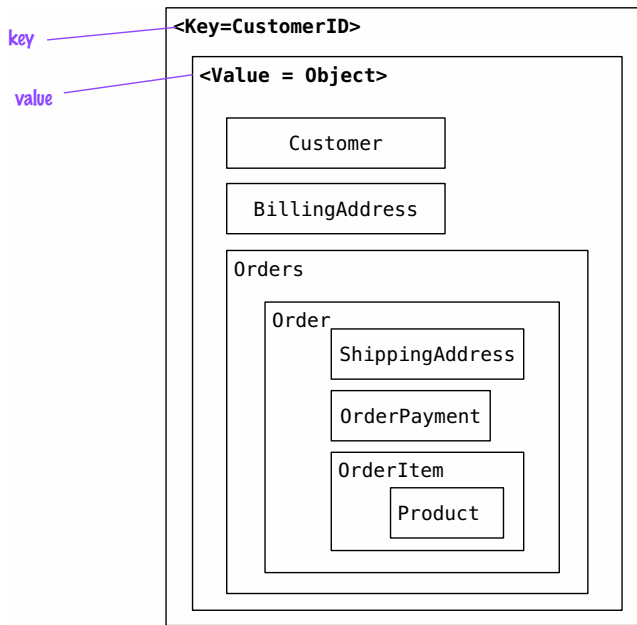 key
<Key=CustomerID>
value
<Value = Object>
Customer
BillingAddress
Orders
Order
ShippingAddress
OrderPayment
OrderItem
Product